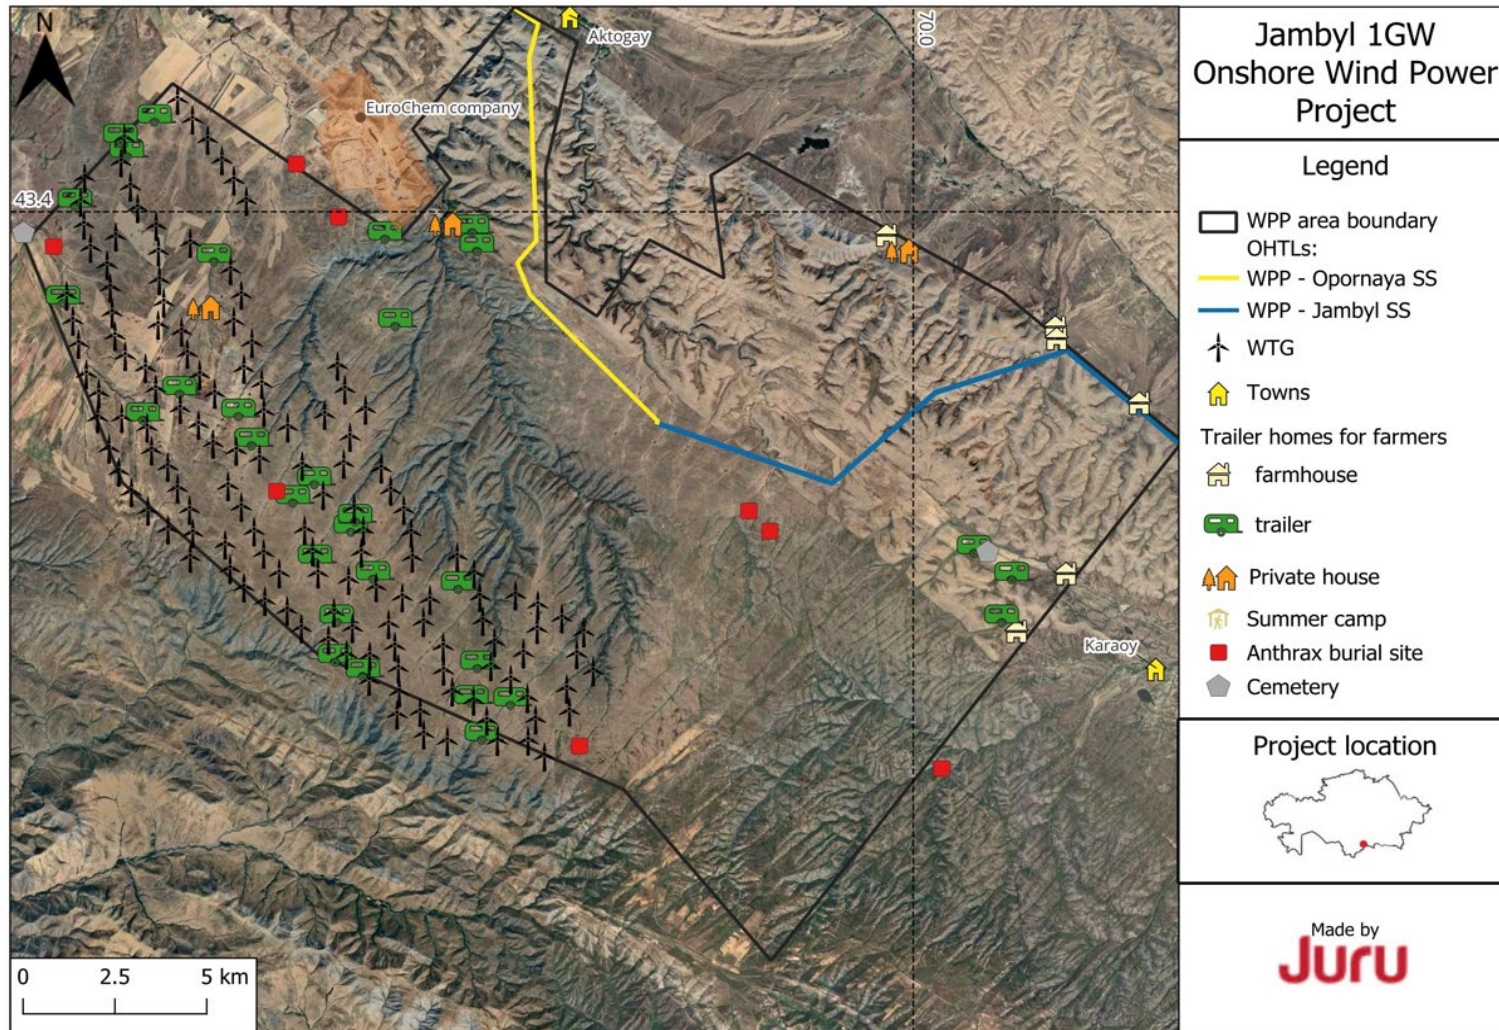 N
Aktogay
70.0
EuroChem company
43.4
Karaoy
0 2.5 5 km
Jambyl 1GW
Onshore Wind Power
Project
Legend
WPP area boundary
OHTLs:
WPP - Opornaya SS
WPP - Jambyl SS
WTG
Towns
Trailer homes for farmers
farmhouse
trailer
Private house
Summer camp
Anthrax burial site
Cemetery
Project location
Made by
Juru